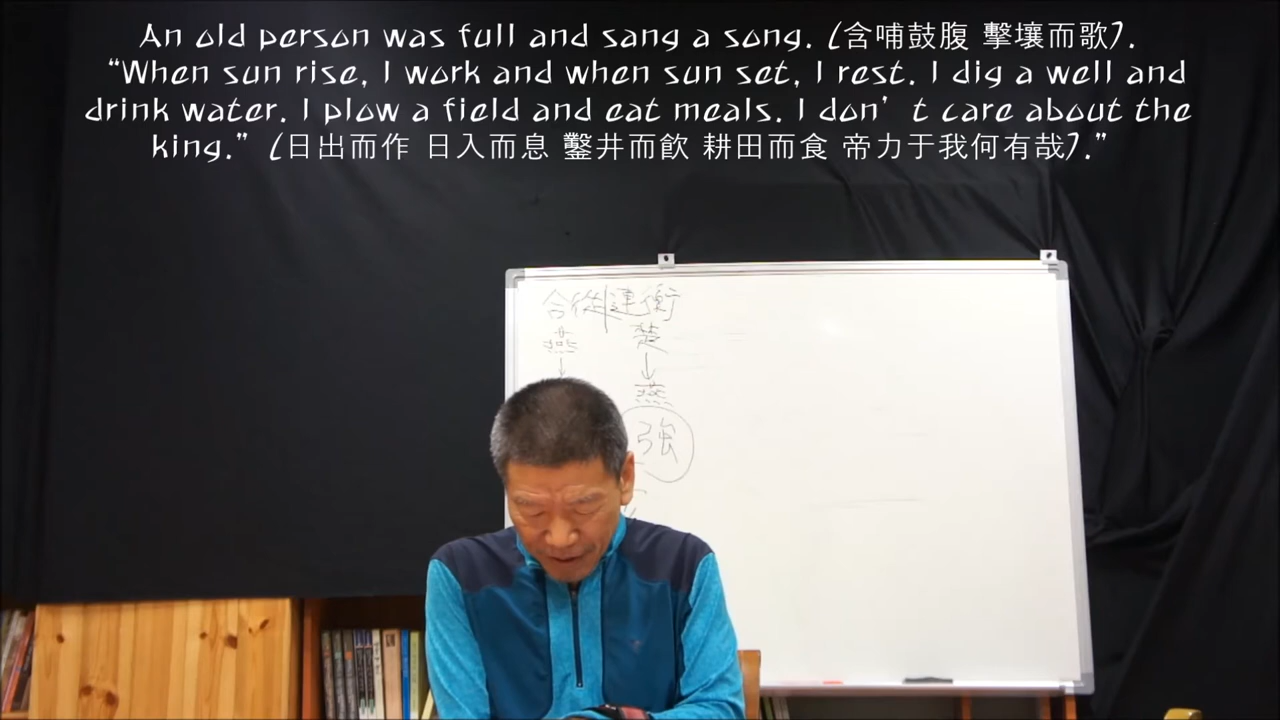 An old person was full and sang a song. (含哺鼓腹 擊壤而歌).
“When sun rise, I work and when sun set, I rest. I dig a well and
drink water. I plow a field and eat meals. I don’t care about the
king.” (日出而作 日入而息 鑿井而飮 耕田而食 帝力于我何有哉).”
合從連衡
燕 楚
↓ ↓
燕
強